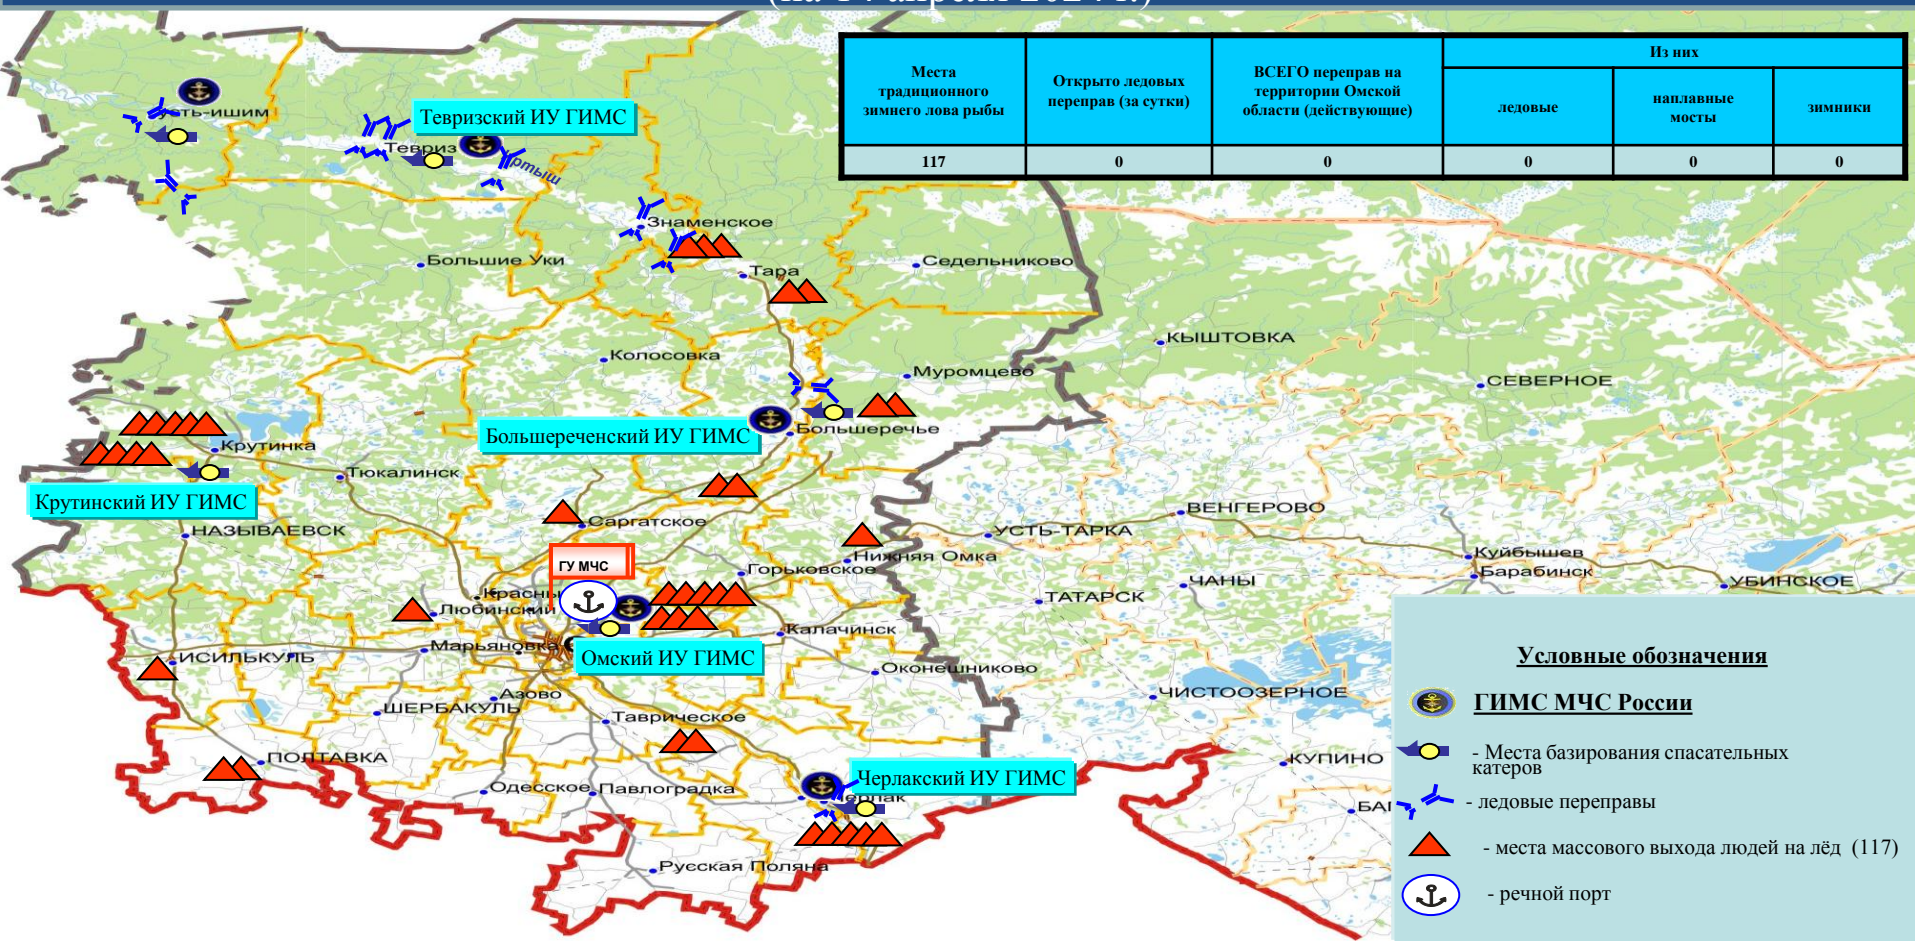 Места
традиционного
зимнего лова рыбы
Открыто ледовых
переправ (за сутки)
ВСЕГО переправ на
территории Омской
области (действующие)
Из них
ледовые
наплавные
мосты
зимники
117
0
0
0
0
0
Тевризский ИУ ГИМС
Тевриз
Знаменское
Большие Уки
Тара
Седельниково
Колосовка
КЫШТОВКА
Муромцево
СЕВЕРНОЕ
Большереченский ИУ ГИМС
Большеречье
Крутинка
Тюкалинск
Крутинский ИУ ГИМС
НАЗЫВАЕВСК
Саргатское
УСТЬ-ТАРКА
ВЕНГЕРОВО
Нижняя Омка
Куйбышев
Барабинск
УБИНСКОЕ
ГУ МЧС
Горьковское
ЧАНЫ
ТАТАРСК
Любинский
Калачинск
Марьяновка
Омский ИУ ГИМС
ИСИЛЬКУЛЬ
Оконешниково
Азово
ЧИСТООЗЕРНОЕ
ШЕРБАКУЛЬ
Таврическое
ПОЛТАВКА
КУПИНО
Черлакский ИУ ГИМС
Одесское
Павлоградка
Русская Поляна
Условные обозначения
ГИМС МЧС России
- Места базирования спасательных
катеров
- ледовые переправы
- места массового выхода людей на лёд (117)
- речной порт